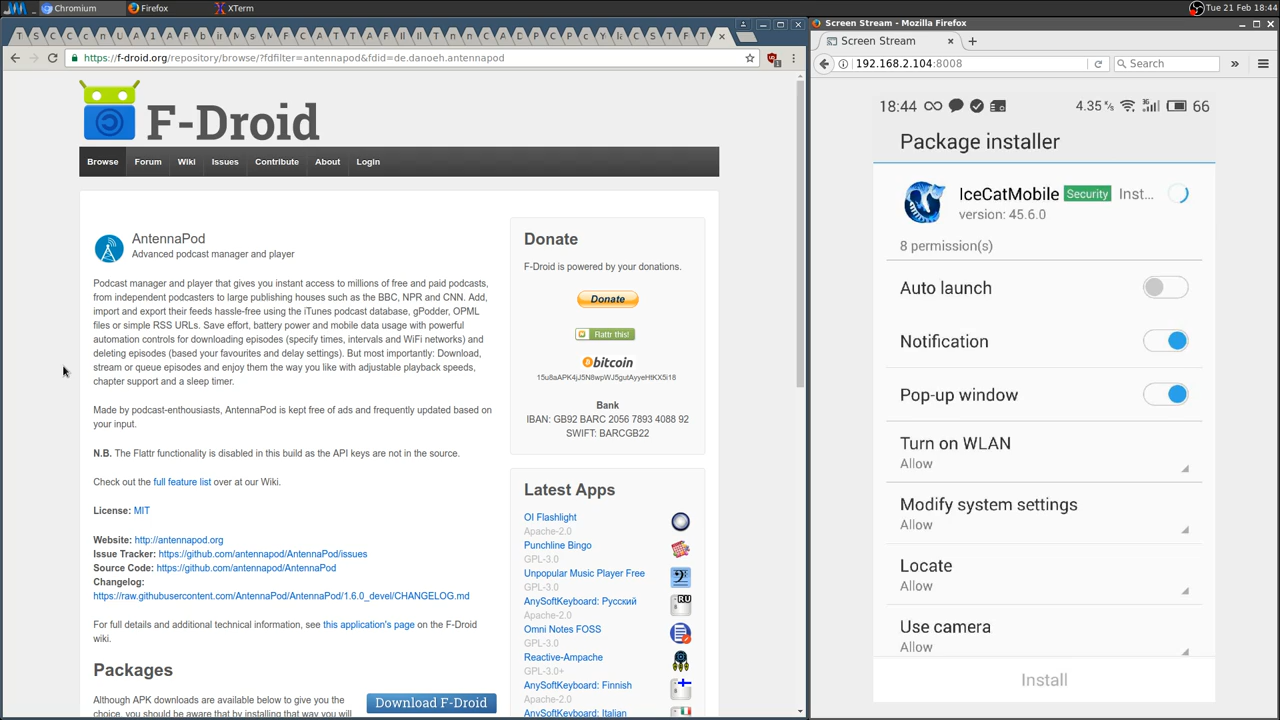 Chromium
Firefox
XTerm
Tue 21 Feb 18:44
https://f-droid.org/repository/browse/?fdfilter=antennapod&fdid=de.danoeh.antennapod
F-Droid
Browse
Forum
Wiki
Issues
Contribute
About
Login
AntennaPod
Advanced podcast manager and player
Podcast manager and player that gives you instant access to millions of free and paid podcasts,
from independent podcasters to large publishing houses such as the BBC, NPR and CNN. Add,
import and export their feeds hassle-free using the iTunes podcast database, gPodder, OPML
files or simple RSS URLs. Save effort, battery power and mobile data usage with powerful
automation controls for downloading episodes (specify times, intervals and WiFi networks) and
deleting episodes (based your favourites and delay settings). But most importantly: Download,
stream or queue episodes and enjoy them the way you like with adjustable playback speeds,
chapter support and a sleep timer.
Made by podcast-enthusiasts, AntennaPod is kept free of ads and frequently updated based on
your input.
N.B. The Flattr functionality is disabled in this build as the API keys are not in the source.
Check out the full feature list over at our Wiki.
License: MIT
Website: http://antennapod.org
Issue Tracker: https://github.com/antennapod/AntennaPod/issues
Source Code: https://github.com/antennapod/AntennaPod
Changelog:
https://raw.githubusercontent.com/AntennaPod/AntennaPod/1.6.0_devel/CHANGELOG.md
For full details and additional technical information, see this application's page on the F-Droid
wiki.
Packages
Although APK downloads are available below to give you the
choice, you should be aware that by installing that way you will
Download F-Droid
Donate
F-Droid is powered by your donations.
Donate
Flattr this!
bitcoin
Bank
IBAN: GB92 BARC 2056 7893 4088 92
SWIFT: BARCGB22
Latest Apps
OI Flashlight
Apache-2.0
Punchline Bingo
GPL-3.0
Unpopular Music Player Free
GPL-3.0
AnySoftKeyboard: Русский
RU
Apache-2.0
Omni Notes FOSS
GPL-3.0
Reactive-Ampache
GPL-3.0+
AnySoftKeyboard: Finnish
Apache-2.0
AnySoftKeyboard: Italian
Screen Stream - Mozilla Firefox
Screen Stream
192.168.2.104:8008
Search
18:44
4.35 K/s
3G
66
Package installer
IceCatMobile
Security
Inst...
version: 45.6.0
8 permission(s)
Auto launch
Notification
Pop-up window
Turn on WLAN
Allow
Modify system settings
Allow
Locate
Allow
Use camera
Allow
Install